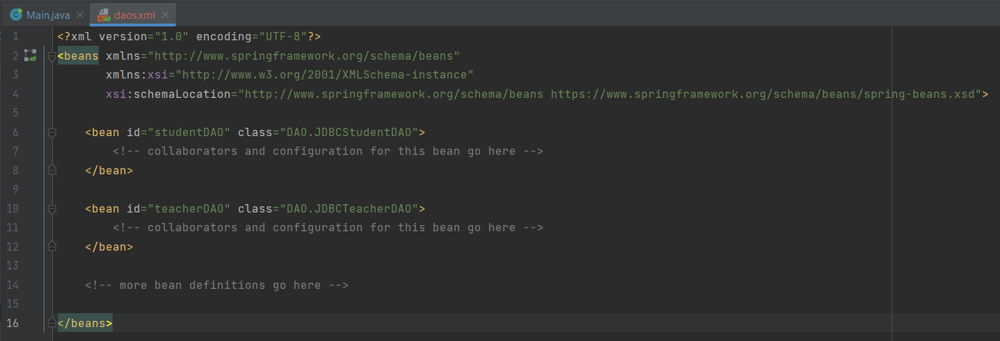 Main.java daos.xml
1 <?xml version="1.0" encoding="UTF-8"?>
2 <beans xmlns="http://www.springframework.org/schema/beans"
3 xmlns:xsi="http://www.w3.org/2001/XMLSchema-instance"
4 xsi:schemaLocation="http://www.springframework.org/schema/beans https://www.springframework.org/schema/beans/spring-beans.xsd">
5
6 <bean id="studentDAO" class="DAO.JDBCStudentDAO">
7 <!-- collaborators and configuration for this bean go here -->
8 </bean>
9
10 <bean id="teacherDAO" class="DAO.JDBCTeacherDAO">
11 <!-- collaborators and configuration for this bean go here -->
12 </bean>
13
14 <!-- more bean definitions go here -->
15
16 </beans>